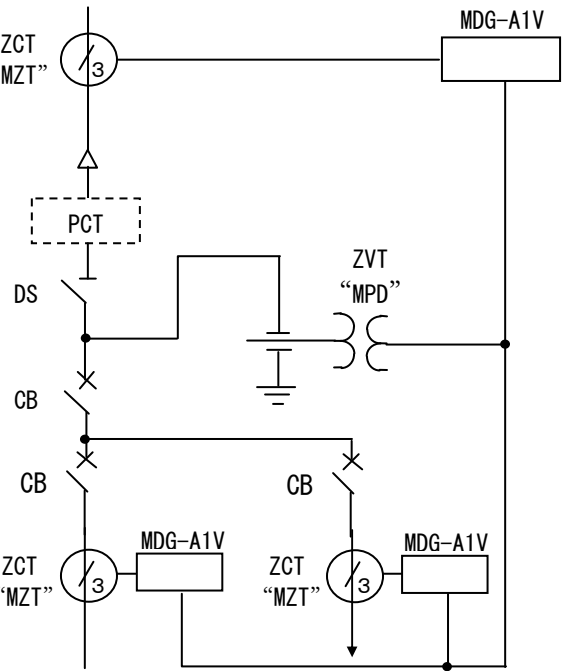 MDG-A1V
ZCT
MZT”
3
PCT
ZVT
“MPD”
DS
CB
CB
CB
MDG-A1V
MDG-A1V
ZCT
‘MZT”
3
ZCT
“MZT”
3